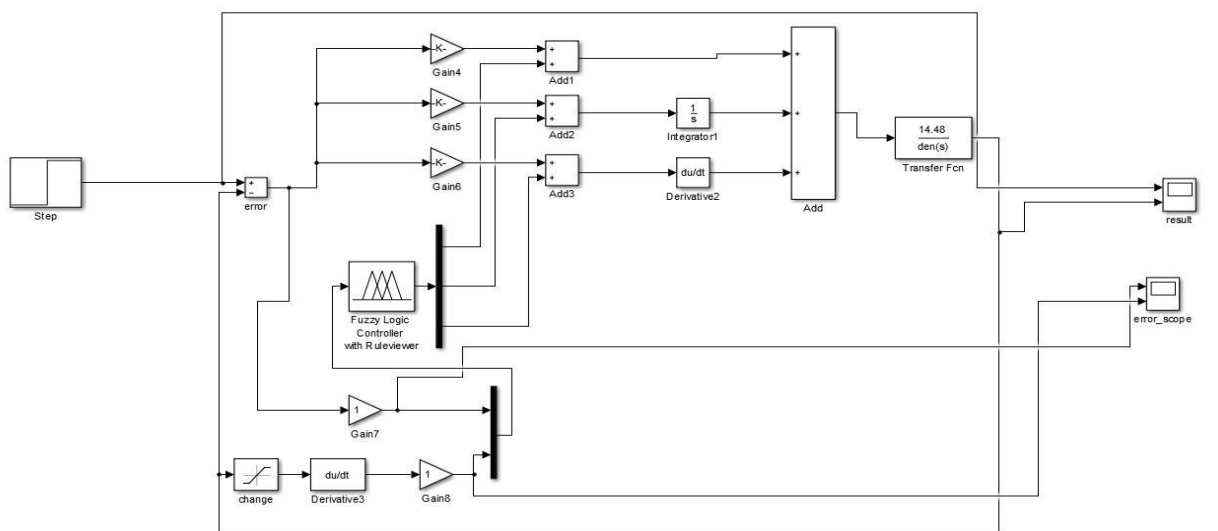 -K-
Gain4
+
+
Add1
-K-
Gain5
+
+
Add2
1
s
Integrator1
-K-
Gain6
+
+
Add3
du/dt
Derivative2
+
+
+
Add
14.48
den(s)
Transfer Fcn
Step
+
−
error
result
Fuzzy Logic
Controller
with Ruleviewer
error_scope
1
Gain7
change
du/dt
Derivative3
1
Gain8